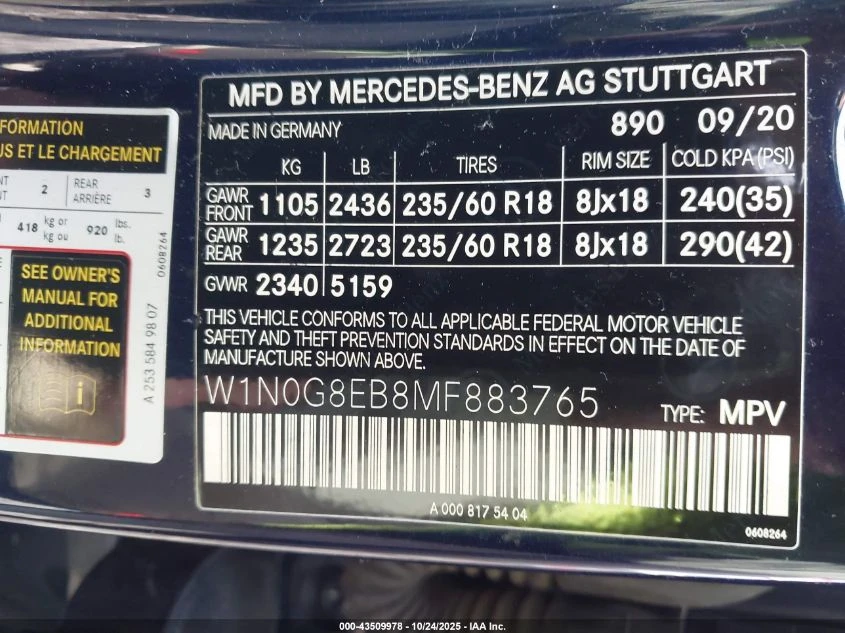 FORMATION
US ET LE CHARGEMENT
2 REAR ARRIÈRE 3
418 kg or kg ou 920 lbs. lb.
SEE OWNER'S
MANUAL FOR
ADDITIONAL
INFORMATION
A 253 584 98 07
0608264
MFD BY MERCEDES-BENZ AG STUTTGART
MADE IN GERMANY 890 09/20
KG LB TIRES RIM SIZE COLD KPA (PSI)
GAWR FRONT 1105 2436 235/60 R18 8Jx18 240(35)
GAWR REAR 1235 2723 235/60 R18 8Jx18 290(42)
GVWR 2340 5159
THIS VEHICLE CONFORMS TO ALL APPLICABLE FEDERAL MOTOR VEHICLE
SAFETY AND THEFT PREVENTION STANDARDS IN EFFECT ON THE DATE OF
MANUFACTURE SHOWN ABOVE.
W1N0G8EB8MF883765 TYPE: MPV
A 000 817 54 04
0608264
000-43509978 • 10/24/2025 - IAA Inc.